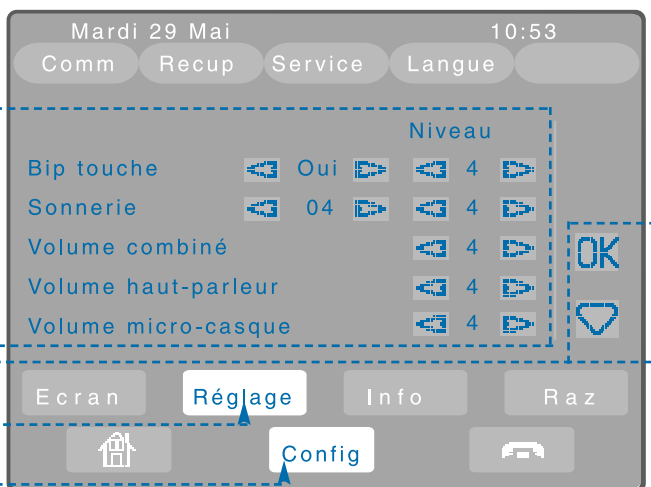 Mardi 29 Mai 10:53
Comm Recup Service Langue
Niveau
Bip touche Oui 4
Sonnerie 04 4
Volume combiné 4
Volume haut-parleur 4
Volume micro-casque 4
OK
Ecran Réglage Info Raz
Config